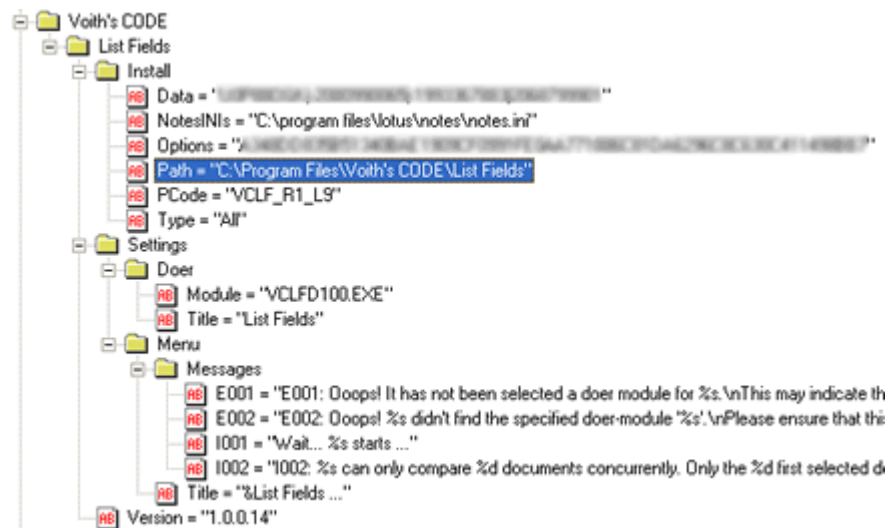 Voith's CODE
List Fields
Install
Data = "
NotesINIs = "C:\program files\lotus\notes\notes.ini"
Options = "
Path = "C:\Program Files\Voith's CODE\List Fields"
PCode = "VCLF_R1_L9"
Type = "All"
Settings
Doer
Module = "VCLFD100.EXE"
Title = "List Fields"
Menu
Messages
E001 = "E001: Ooops! It has not been selected a doer module for %s.\nThis may indicate th
E002 = "E002: Ooops! %s didn't find the specified doer-module '%s'.\nPlease ensure that this
I001 = "Wait... %s starts ..."
I002 = "I002: %s can only compare %d documents concurrently. Only the %d first selected d
Title = "&List Fields ..."
Version = "1.0.0.14"